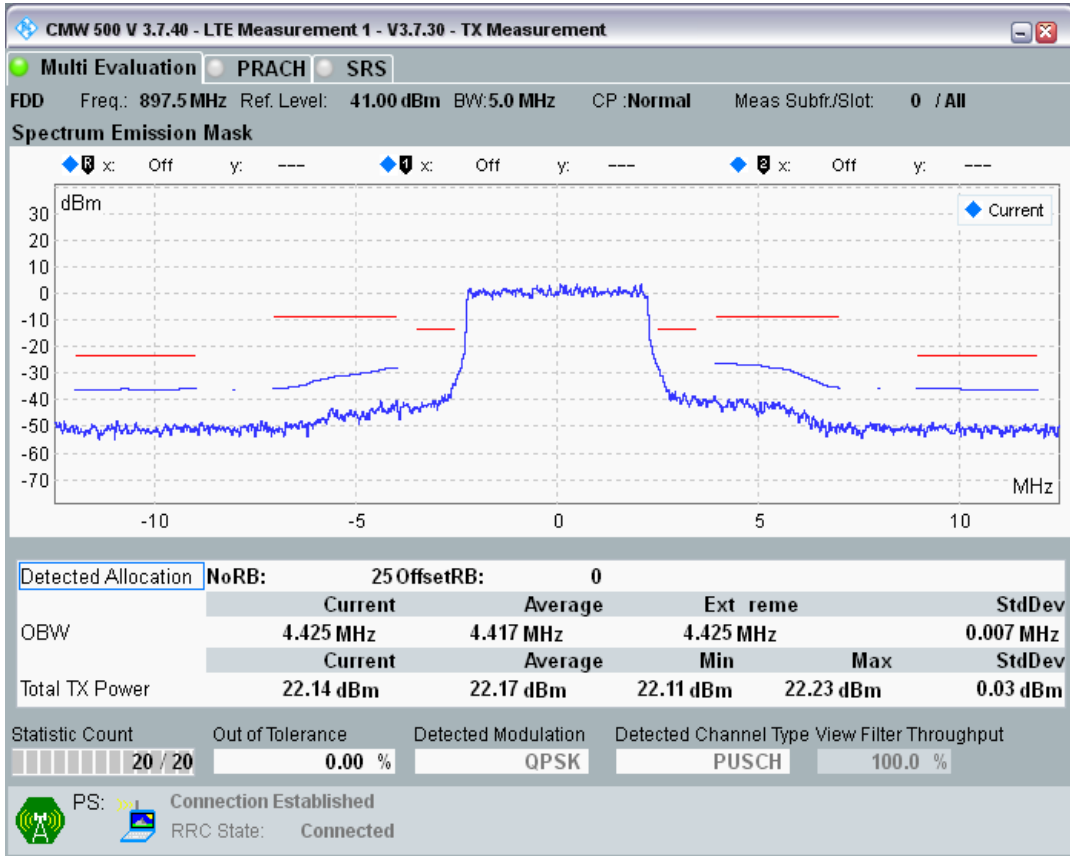 CMW 500 V 3.7.40 - LTE Measurement 1 - V3.7.30 - TX Measurement
Multi Evaluation PRACH SRS
FDD Freq.: 897.5 MHz Ref. Level: 41.00 dBm BW: 5.0 MHz CP : Normal Meas Subfr./Slot: 0 / All
Spectrum Emission Mask
R x: Off y: --- 1 x: Off y: --- 2 x: Off y: ---
dBm
Current
30
20
10
0
-10
-20
-30
-40
-50
-60
-70
MHz
-10 -5 0 5 10
Detected Allocation NoRB: 25 OffsetRB: 0
Current Average Ext reme StdDev
OBW 4.425 MHz 4.417 MHz 4.425 MHz 0.007 MHz
Current Average Min Max StdDev
Total TX Power 22.14 dBm 22.17 dBm 22.11 dBm 22.23 dBm 0.03 dBm
Statistic Count Out of Tolerance Detected Modulation Detected Channel Type View Filter Throughput
20 / 20 0.00 % QPSK PUSCH 100.0 %
PS: Connection Established
RRC State: Connected